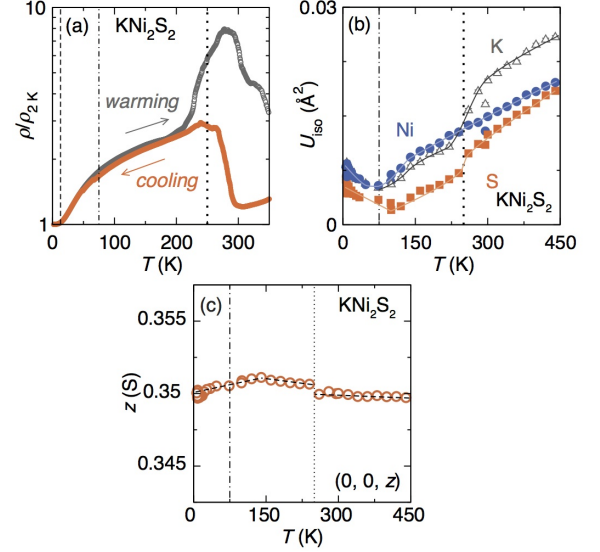 (a) KNi₂S₂
10
ρ/ρ₂ K
warming
cooling
1
0 100 200 300
T (K)
(b)
0.03
K
Uiso (Å²)
Ni
S
KNi₂S₂
0
0 150 300 450
T (K)
(c) KNi₂S₂
0.355
z (S)
0.35
0.345
(0, 0, z)
0 150 300 450
T (K)